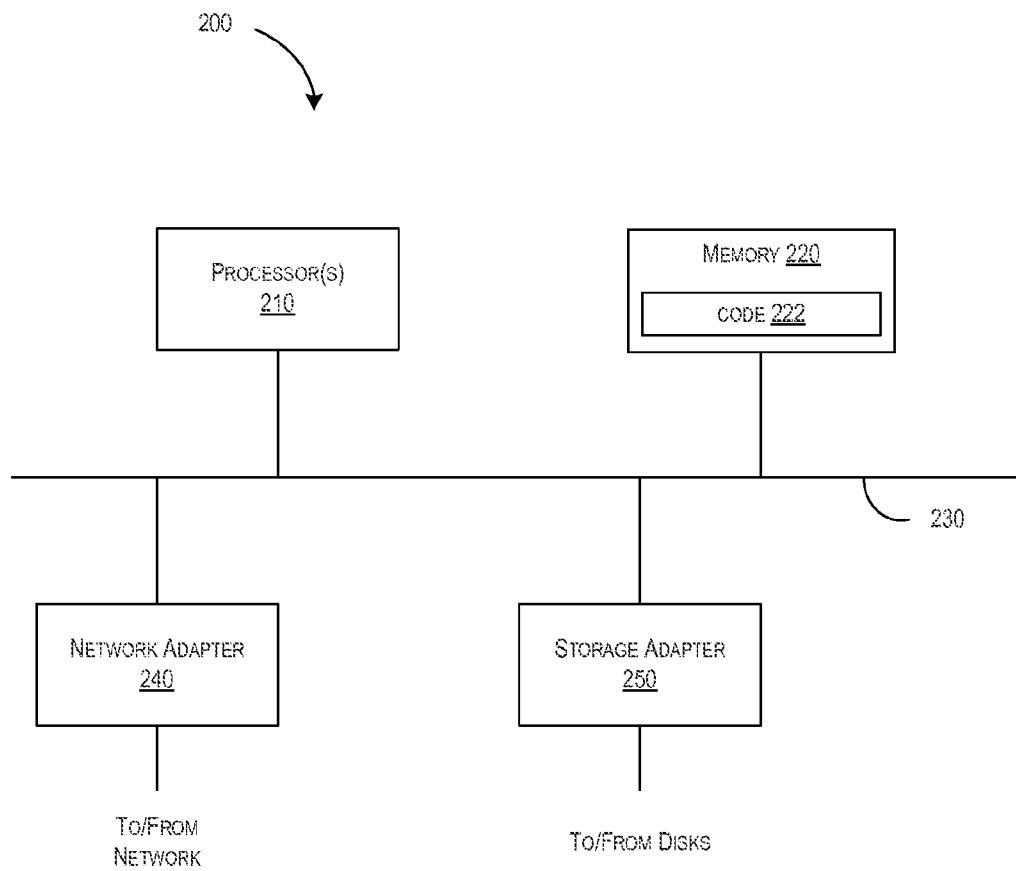 200
Processor(s)
210
Memory 220
code 222
230
Network Adapter
240
Storage Adapter
250
To/From
Network
To/From Disks